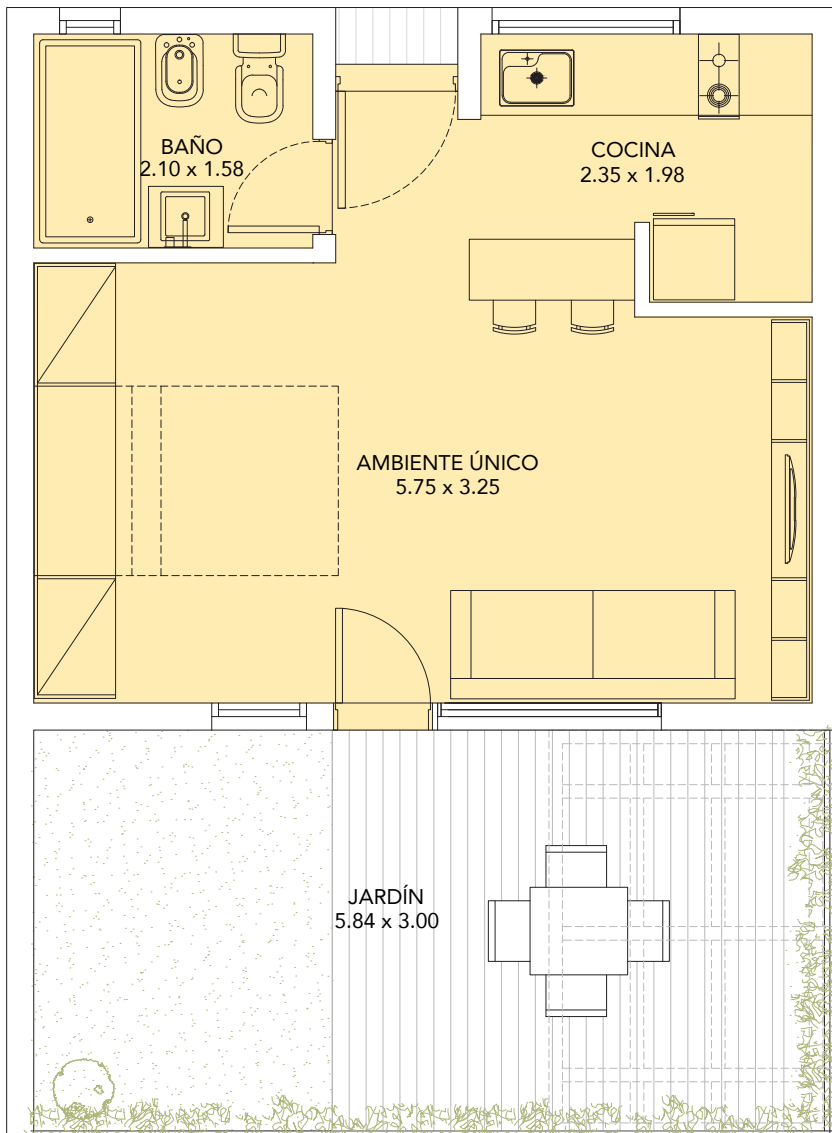 BAÑO
2.10 x 1.58
COCINA
2.35 x 1.98
AMBIENTE ÚNICO
5.75 x 3.25
JARDÍN
5.84 x 3.00